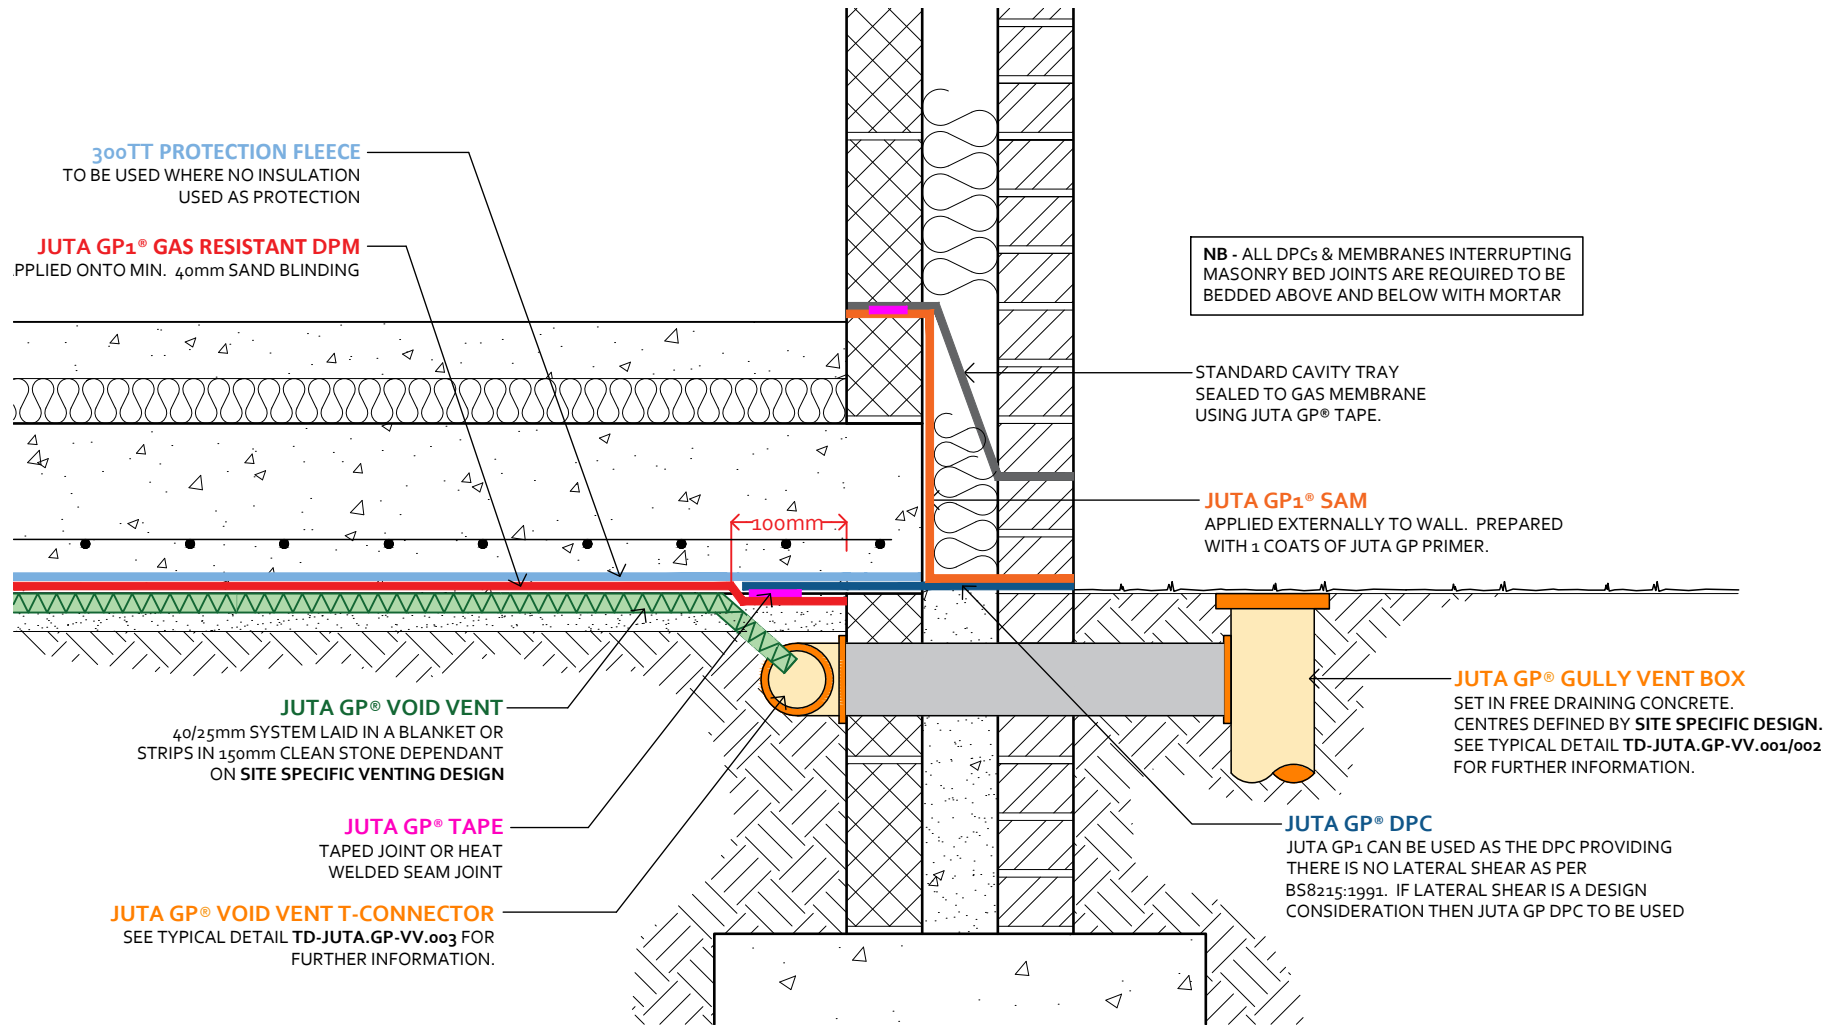 300TT PROTECTION FLEECE
TO BE USED WHERE NO INSULATION
USED AS PROTECTION
JUTA GP1® GAS RESISTANT DPM
PPLIED ONTO MIN. 40mm SAND BLINDING
NB - ALL DPCs & MEMBRANES INTERRUPTING
MASONRY BED JOINTS ARE REQUIRED TO BE
BEDDED ABOVE AND BELOW WITH MORTAR
STANDARD CAVITY TRAY
SEALED TO GAS MEMBRANE
USING JUTA GP® TAPE.
JUTA GP1® SAM
APPLIED EXTERNALLY TO WALL. PREPARED
WITH 1 COATS OF JUTA GP PRIMER.
100mm
JUTA GP® VOID VENT
40/25mm SYSTEM LAID IN A BLANKET OR
STRIPS IN 150mm CLEAN STONE DEPENDANT
ON SITE SPECIFIC VENTING DESIGN
JUTA GP® GULLY VENT BOX
SET IN FREE DRAINING CONCRETE.
CENTRES DEFINED BY SITE SPECIFIC DESIGN.
SEE TYPICAL DETAIL TD-JUTA.GP-VV.001/002
FOR FURTHER INFORMATION.
JUTA GP® TAPE
TAPED JOINT OR HEAT
WELDED SEAM JOINT
JUTA GP® DPC
JUTA GP1 CAN BE USED AS THE DPC PROVIDING
THERE IS NO LATERAL SHEAR AS PER
BS8215:1991. IF LATERAL SHEAR IS A DESIGN
CONSIDERATION THEN JUTA GP DPC TO BE USED
JUTA GP® VOID VENT T-CONNECTOR
SEE TYPICAL DETAIL TD-JUTA.GP-VV.003 FOR
FURTHER INFORMATION.